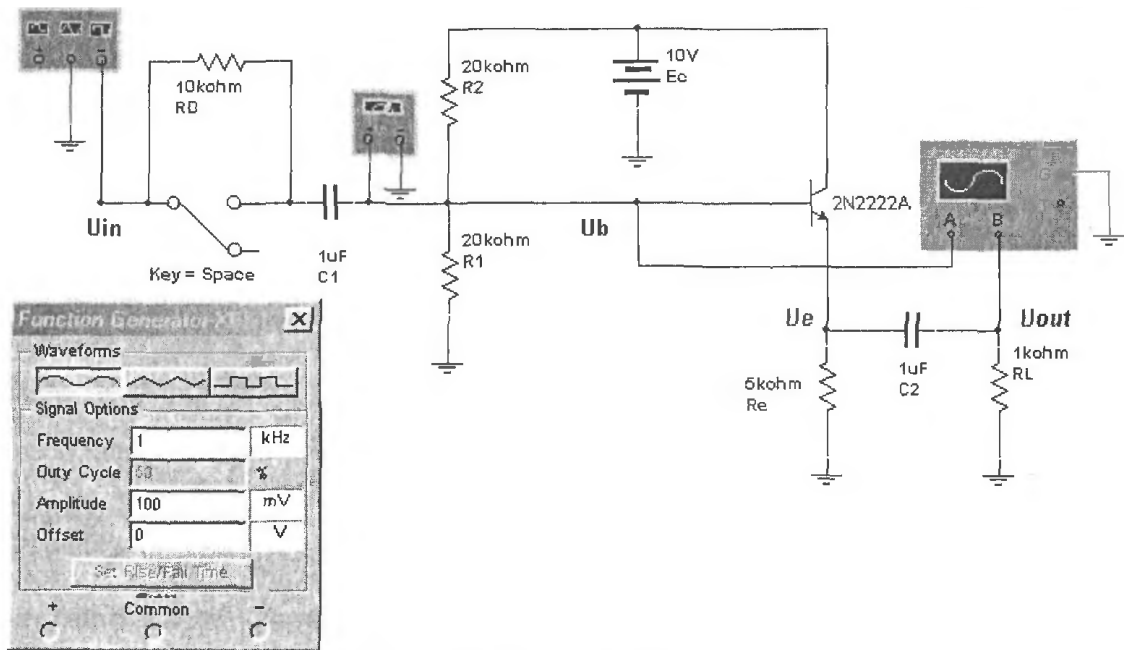 10kohm
RD
20kohm
R2
10V
Ec
2N2222A
A B
Uin
Key = Space
1uF
C1
20kohm
R1
Ub
Ue
Uout
1uF
C2
5kohm
Re
1kohm
RL
Function Generator
Waveforms
Signal Options
Frequency 1 kHz
Duty Cycle 50 %
Amplitude 100 mV
Offset 0 V
Set Rise/Fall Time
+ Common −